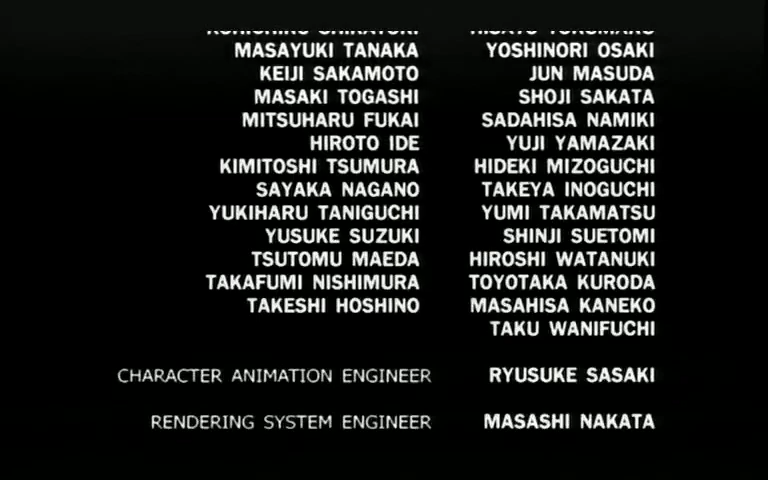 MASAYUKI TANAKA YOSHINORI OSAKI
KEIJI SAKAMOTO JUN MASUDA
MASAKI TOGASHI SHOJI SAKATA
MITSUHARU FUKAI SADAHISA NAMIKI
HIROTO IDE YUJI YAMAZAKI
KIMITOSHI TSUMURA HIDEKI MIZOGUCHI
SAYAKA NAGANO TAKEYA INOGUCHI
YUKIHARU TANIGUCHI YUMI TAKAMATSU
YUSUKE SUZUKI SHINJI SUETOMI
TSUTOMU MAEDA HIROSHI WATANUKI
TAKAFUMI NISHIMURA TOYOTAKA KURODA
TAKESHI HOSHINO MASAHISA KANEKO
TAKU WANIFUCHI
CHARACTER ANIMATION ENGINEER RYUSUKE SASAKI
RENDERING SYSTEM ENGINEER MASASHI NAKATA